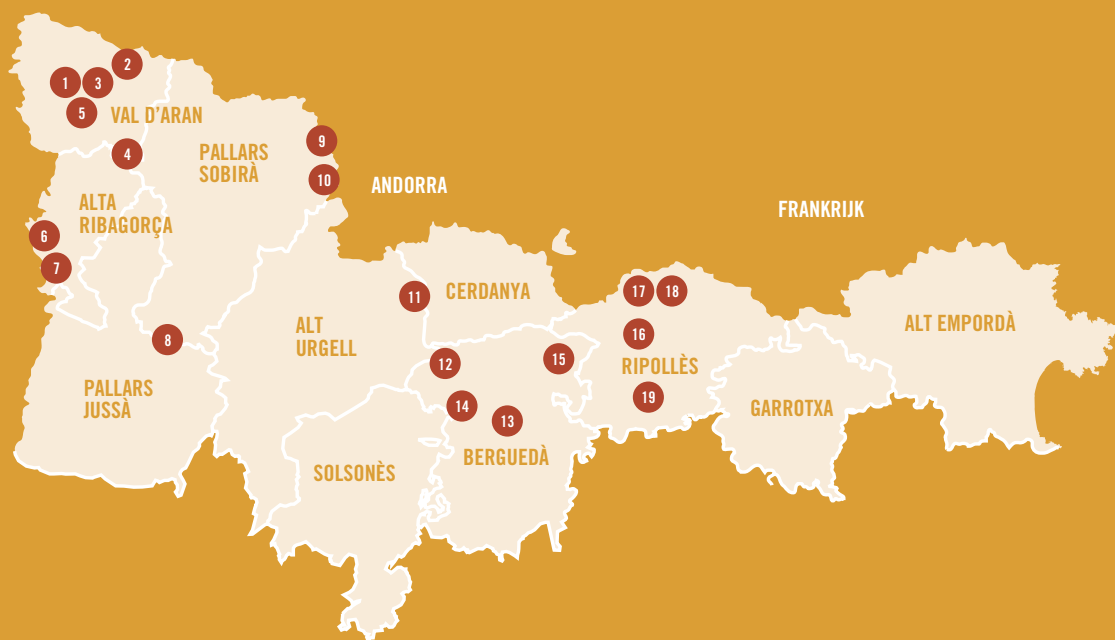 2
1
3
5
VAL D'ARAN
4
9
PALLARS
SOBIRÀ
10
ANDORRA
FRANKRIJK
ALTA
RIBAGORÇA
6
7
11
CERDANYA
17
18
ALT EMPORDÀ
ALT
URGELL
16
8
12
15
RIPOLLÈS
PALLARS
JUSSÀ
14
19
13
GARROTXA
BERGUEDÀ
SOLSONÈS